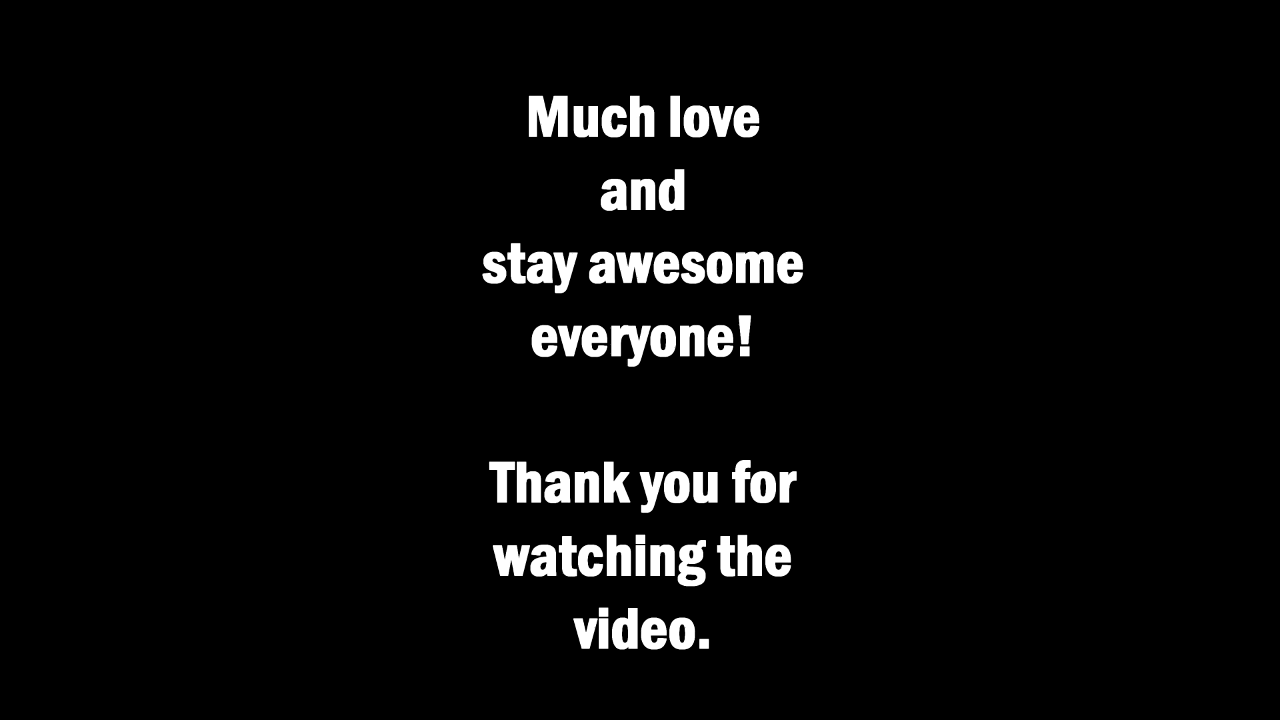 Much love
and
stay awesome
everyone!
Thank you for
watching the
video.